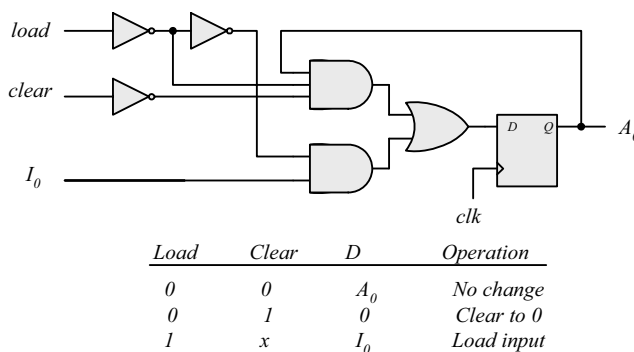 load
clear
I₀
D Q
A₀
clk
Load Clear D Operation
0 0 A₀ No change
0 1 0 Clear to 0
1 x I₀ Load input